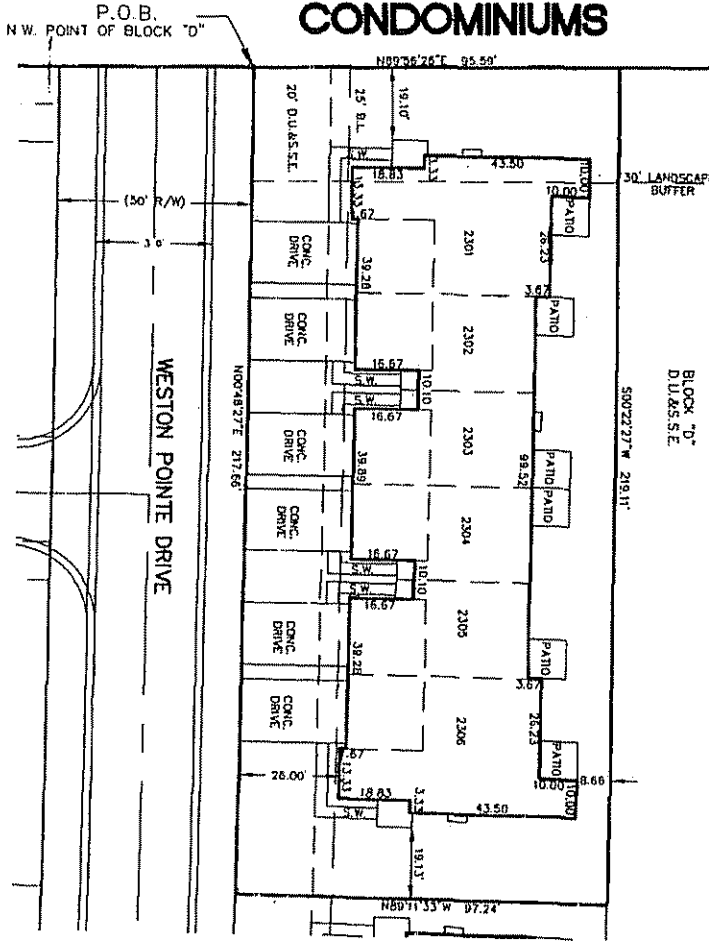 CONDOMINIUMS
P.O.B.
N.W. POINT OF BLOCK "D"
N89°56'26"E 95.59'
20' D.U.&S.S.E.
25' B.L.
19.10'
S.W.
18.83
3.33
43.50
10.00
30' LANDSCAPE
BUFFER
(50' R/W)
13.33
.67
10.00
PATIO
CONC.
DRIVE
39.28
2301
26.23
3.67
PATIO
CONC.
DRIVE
2302
16.67
S.W.
10.10
S.W.
16.67
WESTON POINTE DRIVE
N00°48'27"E 217.66'
CONC.
DRIVE
39.89
2303
99.52
PATIO
PATIO
S00°22'27"W 219.11'
BLOCK "D"
D.U.&S.S.E.
CONC.
DRIVE
2304
16.67
S.W.
10.10
S.W.
16.67
CONC.
DRIVE
39.28
2305
PATIO
3.67
CONC.
DRIVE
2306
26.23
PATIO
.67
26.00'
13.33
18.83
3.33
43.50
10.00
10.00
8.66
S.W.
19.13'
N89°11'33"W 97.24'